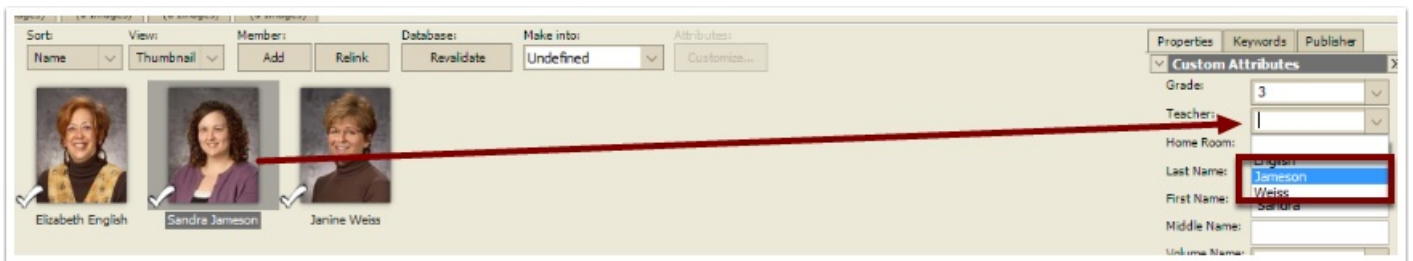 Sort: View: Member: Database: Make into: Attributes:
Name Thumbnail Add Relink Revalidate Undefined Customize...
Properties Keywords Publisher
Custom Attributes
Grade: 3
Teacher:
Home Room:
English
Last Name: Jameson
Weiss
First Name: Sandra
Middle Name:
Volume Name:
Elizabeth English Sandra Jameson Janine Weiss